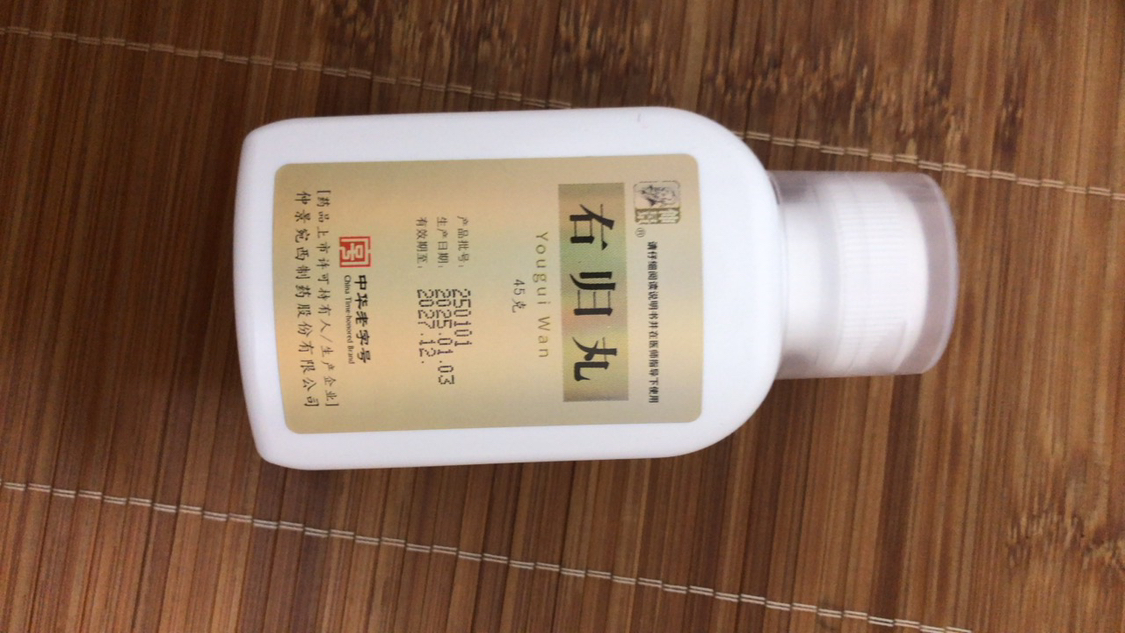 仲景®
请仔细阅读说明书并在医师指导下使用
右归丸
Yougui Wan
45克
产品批号: 250101
生产日期: 2025.01.03
有效期至: 2027.12.
中华老字号
China Time-honored Brand
[药品上市许可持有人/生产企业]
仲景宛西制药股份有限公司